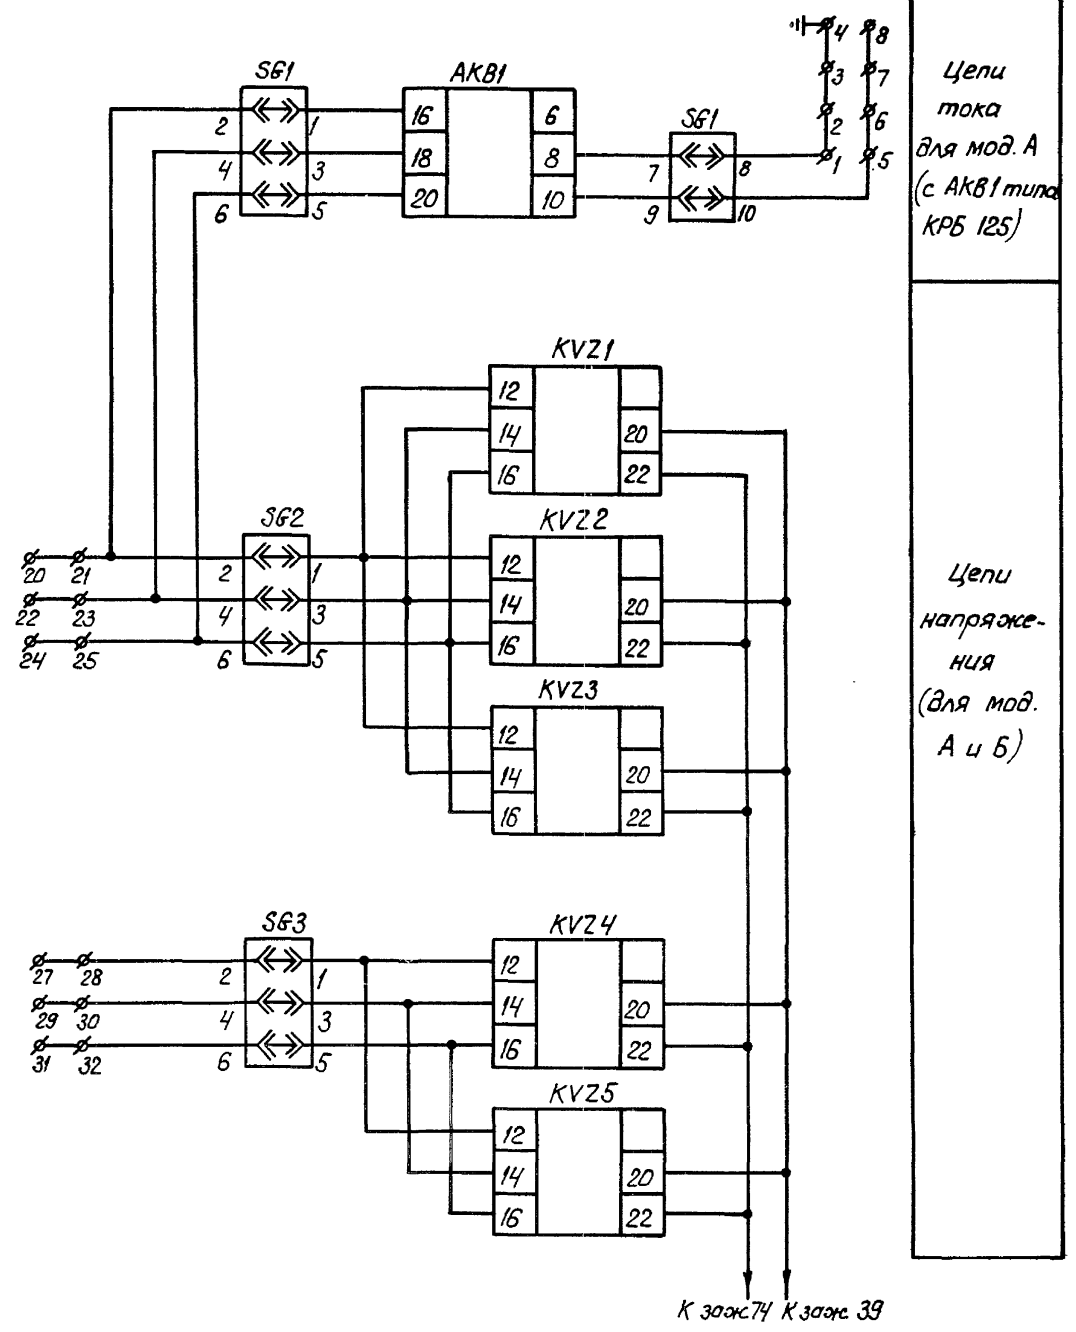 4 8
SG1 АКВ1 3 7 Цепи
16 6 SG1 2 6 тока
2 1 18 8 7 8 1 5 для мод. А
4 3 20 10 9 10 (с АКВ1 типа
6 5 КРБ 125)
KVZ1
12
14 20
16 22
SG2 KVZ2
20 21 2 1 12 Цепи
22 23 4 3 14 20 напряже-
24 25 6 5 16 22 ния
KVZ3 (для мод.
12 А и Б)
14 20
16 22
SG3 KVZ4
27 28 2 1 12
29 30 4 3 14 20
31 32 6 5 16 22
KVZ5
12
14 20
16 22
К заж 74 К заж. 39